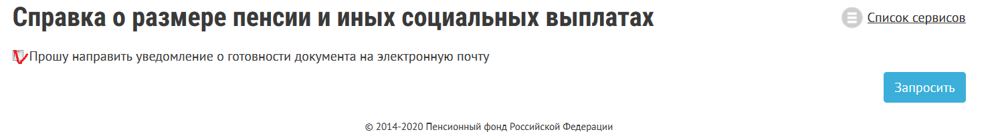 Справка о размере пенсии и иных социальных выплатах
Список сервисов
Прошу направить уведомление о готовности документа на электронную почту
Запросить
© 2014-2020 Пенсионный фонд Российской Федерации